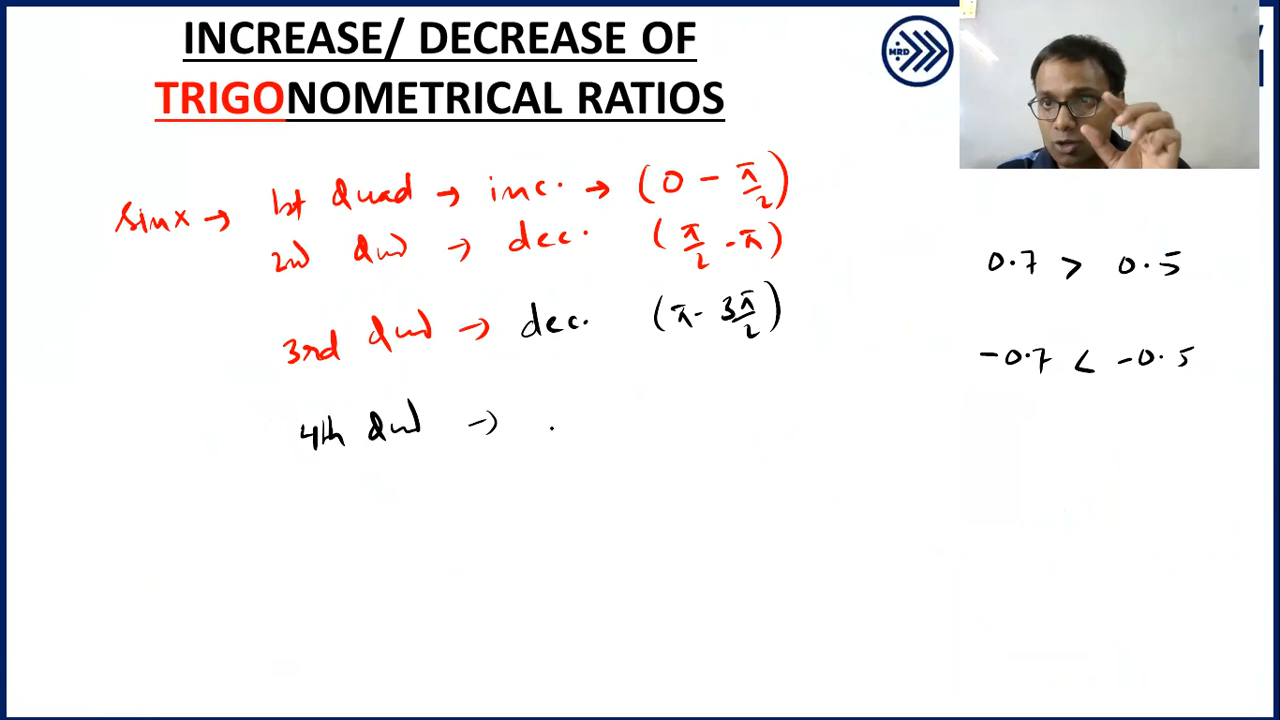 INCREASE/ DECREASE OF
TRIGONOMETRICAL RATIOS
MRD
sinx → 1st Quad → inc. → (0 - π/2)
2nd Qud → dec. (π/2 - π)
3rd Qud → dec. (π - 3π/2)
4th Qud → .
0.7 > 0.5
-0.7 < -0.5